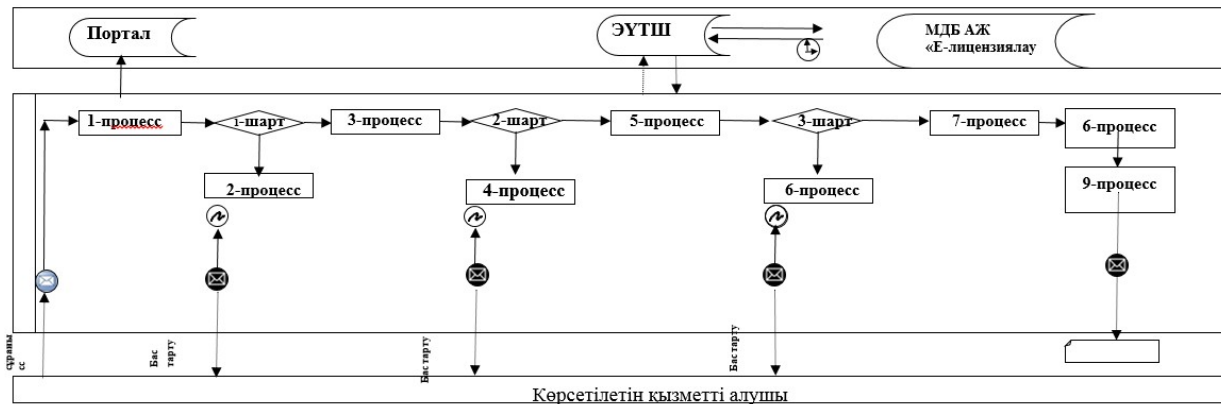 Портал
ЭҮТШ
МДБ АЖ
«Е-лицензиялау
1-процесс
1-шарт
3-процесс
2-шарт
5-процесс
3-шарт
7-процесс
6-процесс
2-процесс
4-процесс
6-процесс
9-процесс
сұраны
сс
Бас
тарту
Бас тарту
Бас тарту
Көрсетілетін қызметті алушы